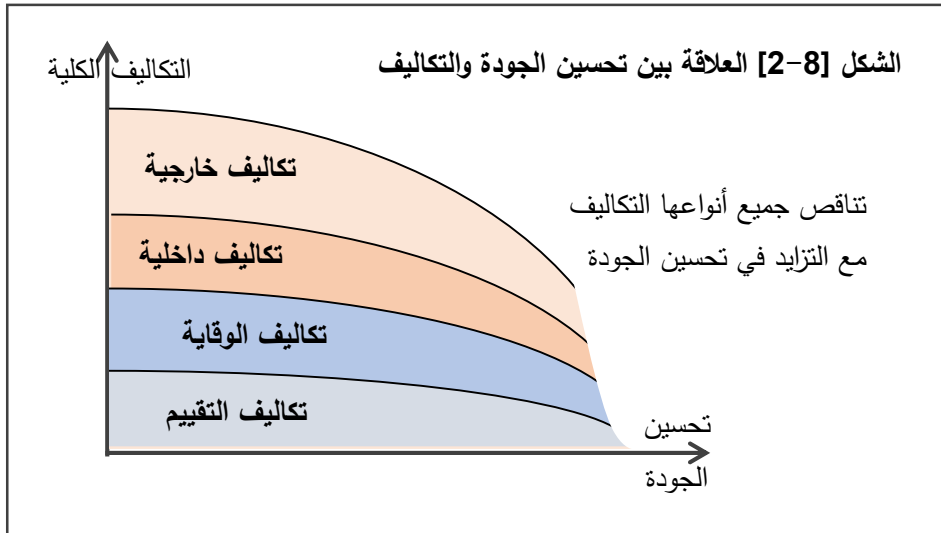 الشكل [8-2] العلاقة بين تحسين الجودة والتكاليف
التكاليف الكلية
تكاليف خارجية
تتناقص جميع أنواعها التكاليف
مع التزايد في تحسين الجودة
تكاليف داخلية
تكاليف الوقاية
تكاليف التقييم
تحسين
الجودة